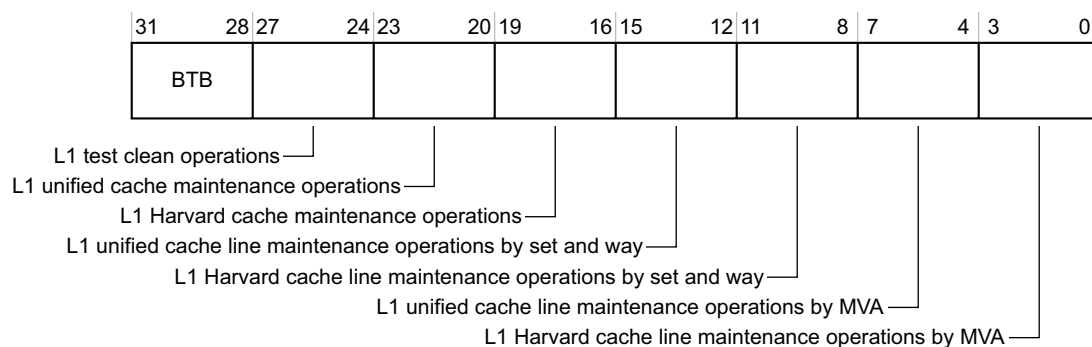 31 28 27 24 23 20 19 16 15 12 11 8 7 4 3 0
BTB
L1 test clean operations
L1 unified cache maintenance operations
L1 Harvard cache maintenance operations
L1 unified cache line maintenance operations by set and way
L1 Harvard cache line maintenance operations by set and way
L1 unified cache line maintenance operations by MVA
L1 Harvard cache line maintenance operations by MVA